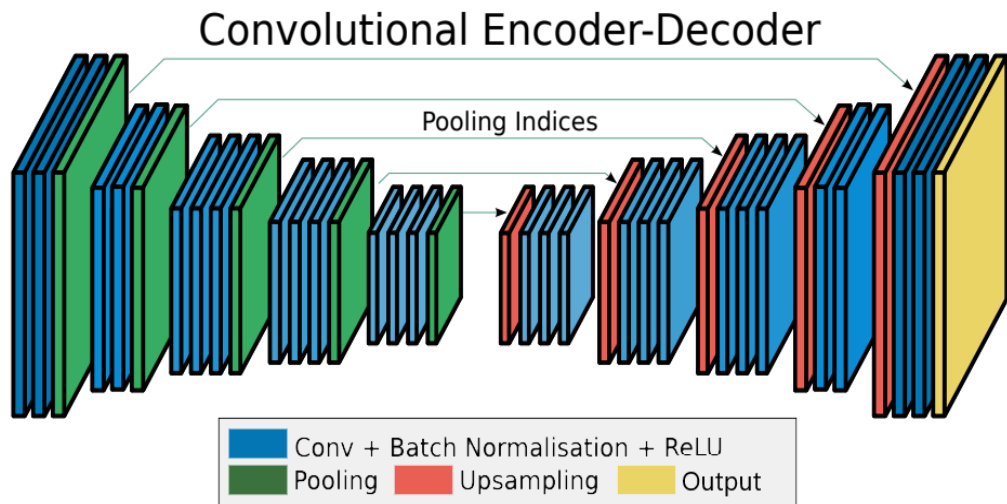 Convolutional Encoder-Decoder
Pooling Indices
Conv + Batch Normalisation + ReLU
Pooling Upsampling Output